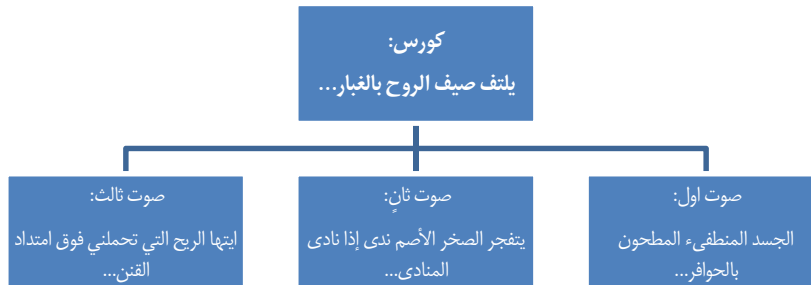 كورس:
يلتف صيف الروح بالغبار...
صوت اول:
الجسد المنطفىء المطحون
بالحوافر...
صوت ثانٍ:
يتفجر الصخر الأصم ندى إذا نادى
المنادى...
صوت ثالث:
ايتها الريح التي تحملني فوق امتداد
القنن...